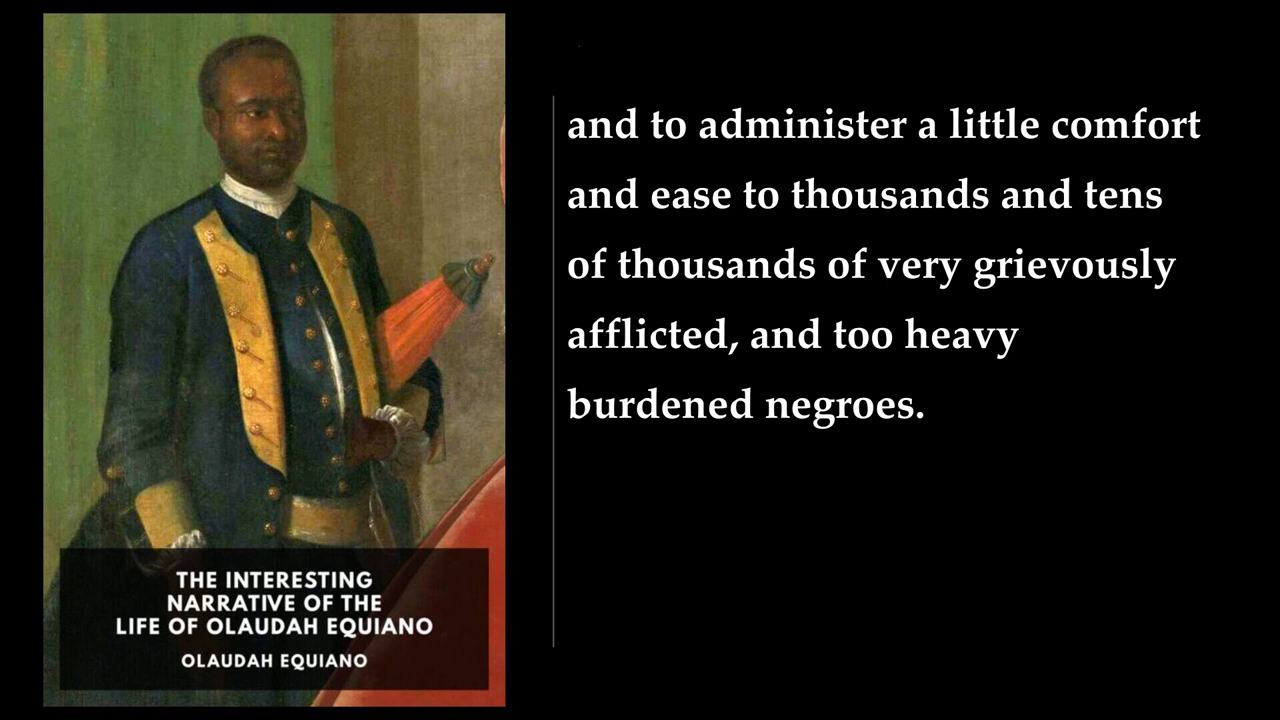 THE INTERESTING
NARRATIVE OF THE
LIFE OF OLAUDAH EQUIANO
OLAUDAH EQUIANO
and to administer a little comfort
and ease to thousands and tens
of thousands of very grievously
afflicted, and too heavy
burdened negroes.